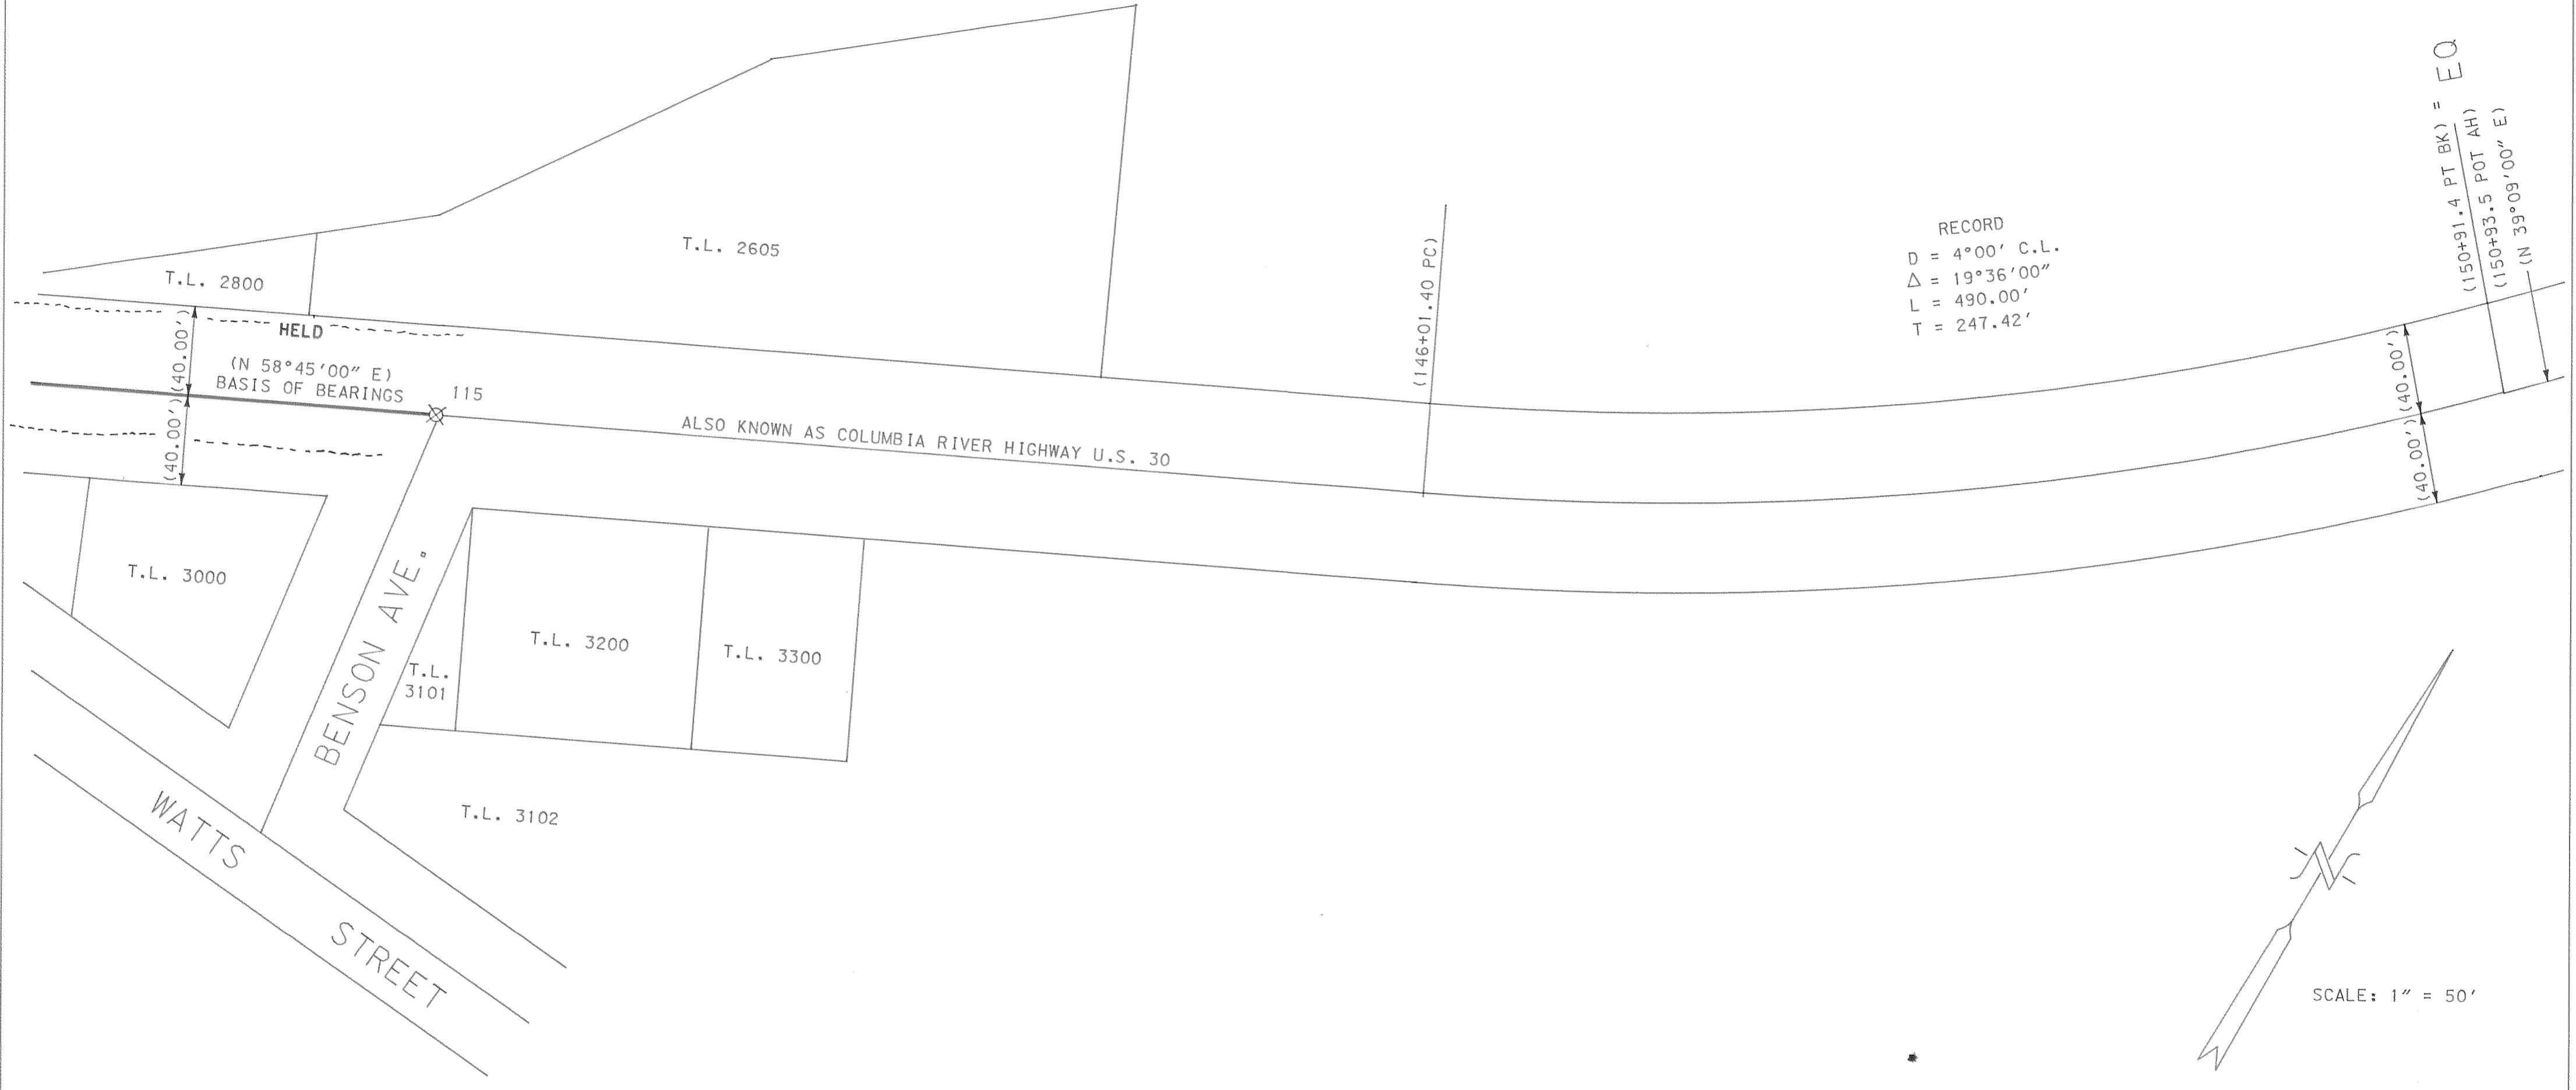 (150+91.4 PT BK) = EQ
(150+93.5 POT AH)
(N 39°09'00" E)
RECORD
D = 4°00' C.L.
Δ = 19°36'00"
L = 490.00'
T = 247.42'
T.L. 2605
(146+01.40 PC)
T.L. 2800
HELD
(40.00')
(N 58°45'00" E)
BASIS OF BEARINGS
115
(40.00')
ALSO KNOWN AS COLUMBIA RIVER HIGHWAY U.S. 30
(40.00')
(40.00')
T.L. 3000
BENSON AVE.
T.L.
3101
T.L. 3200
T.L. 3300
T.L. 3102
WATTS STREET
N
SCALE: 1" = 50'